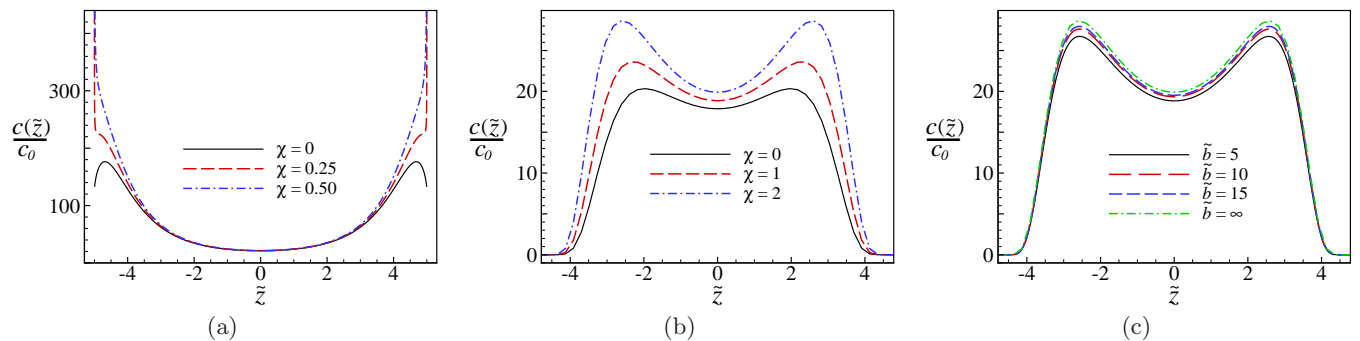 300
100
c(z̃)
c₀
χ = 0
χ = 0.25
χ = 0.50
-4 -2 0 2 4
z̃
(a)
20
10
0
c(z̃)
c₀
χ = 0
χ = 1
χ = 2
-4 -2 0 2 4
z̃
(b)
20
10
0
c(z̃)
c₀
b̃ = 5
b̃ = 10
b̃ = 15
b̃ = ∞
-4 -2 0 2 4
z̃
(c)